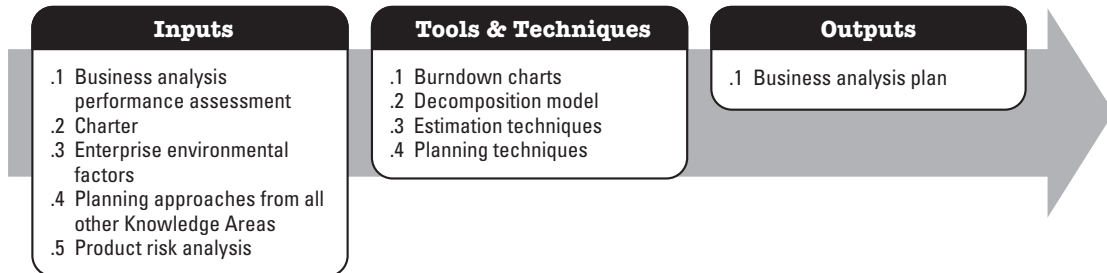 Inputs
.1 Business analysis
performance assessment
.2 Charter
.3 Enterprise environmental
factors
.4 Planning approaches from all
other Knowledge Areas
.5 Product risk analysis
Tools & Techniques
.1 Burndown charts
.2 Decomposition model
.3 Estimation techniques
.4 Planning techniques
Outputs
.1 Business analysis plan